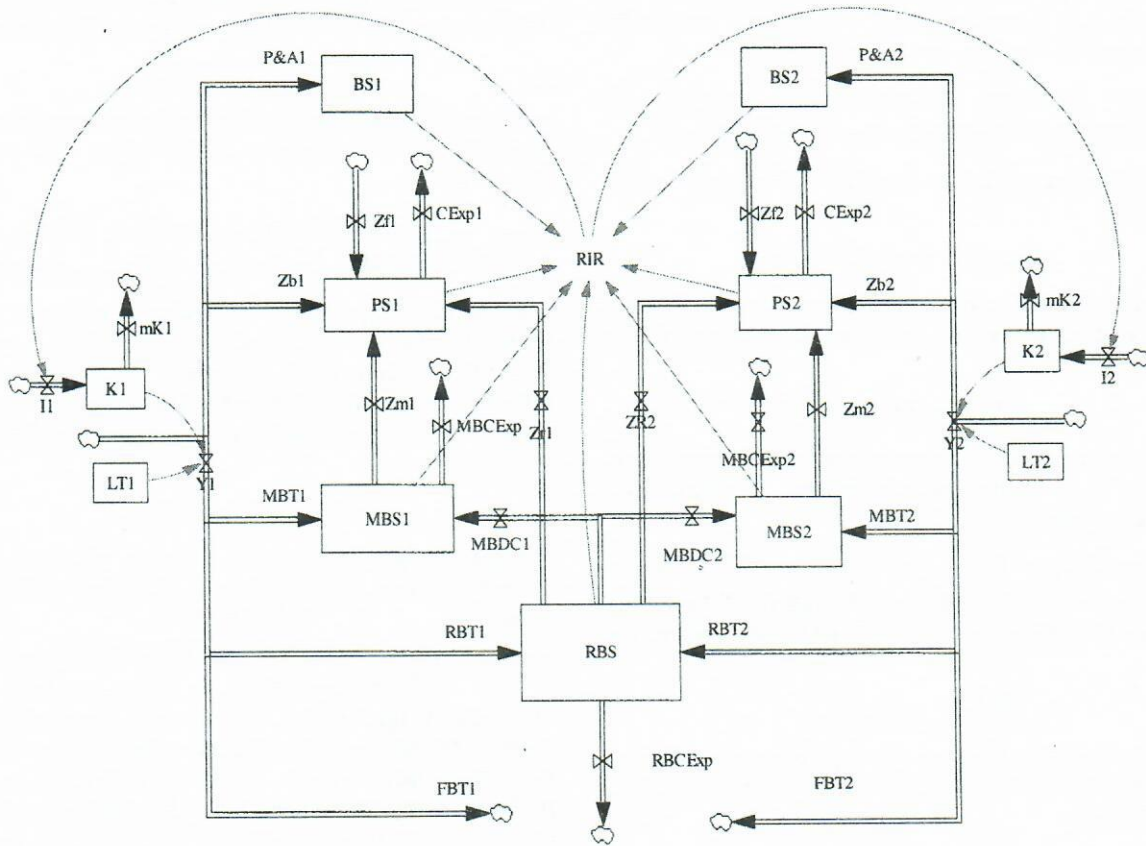 P&A1
BS1
BS2
P&A2
Zf1
CExp1
Zf2
CExp2
RIR
Zb1
PS1
PS2
Zb2
mK1
mK2
K1
K2
I1
I2
Zm1
MBCExp
Zr1
ZR2
MBCExp2
Zm2
LT1
Y1
Y2
LT2
MBT1
MBS1
MBDC1
MBDC2
MBS2
MBT2
RBT1
RBS
RBT2
RBCExp
FBT1
FBT2